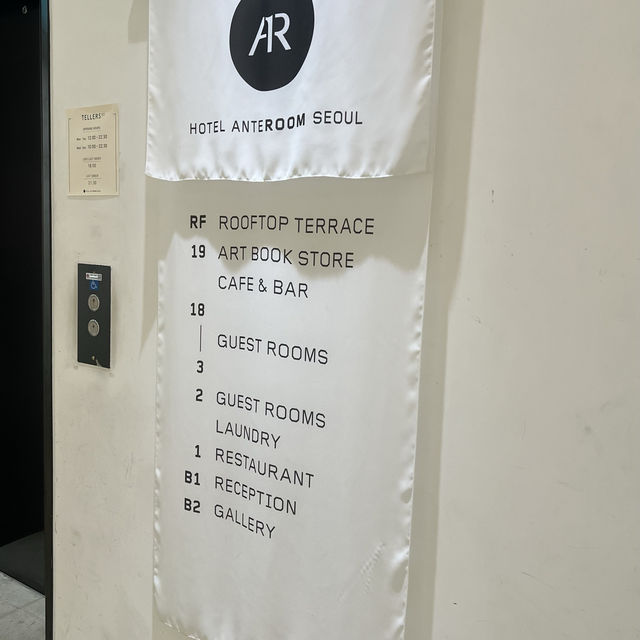 AR
HOTEL ANTEROOM SEOUL
TELLERS
RF ROOFTOP TERRACE
19 ART BOOK STORE
CAFE & BAR
18
GUEST ROOMS
3
2 GUEST ROOMS
LAUNDRY
1 RESTAURANT
B1 RECEPTION
B2 GALLERY